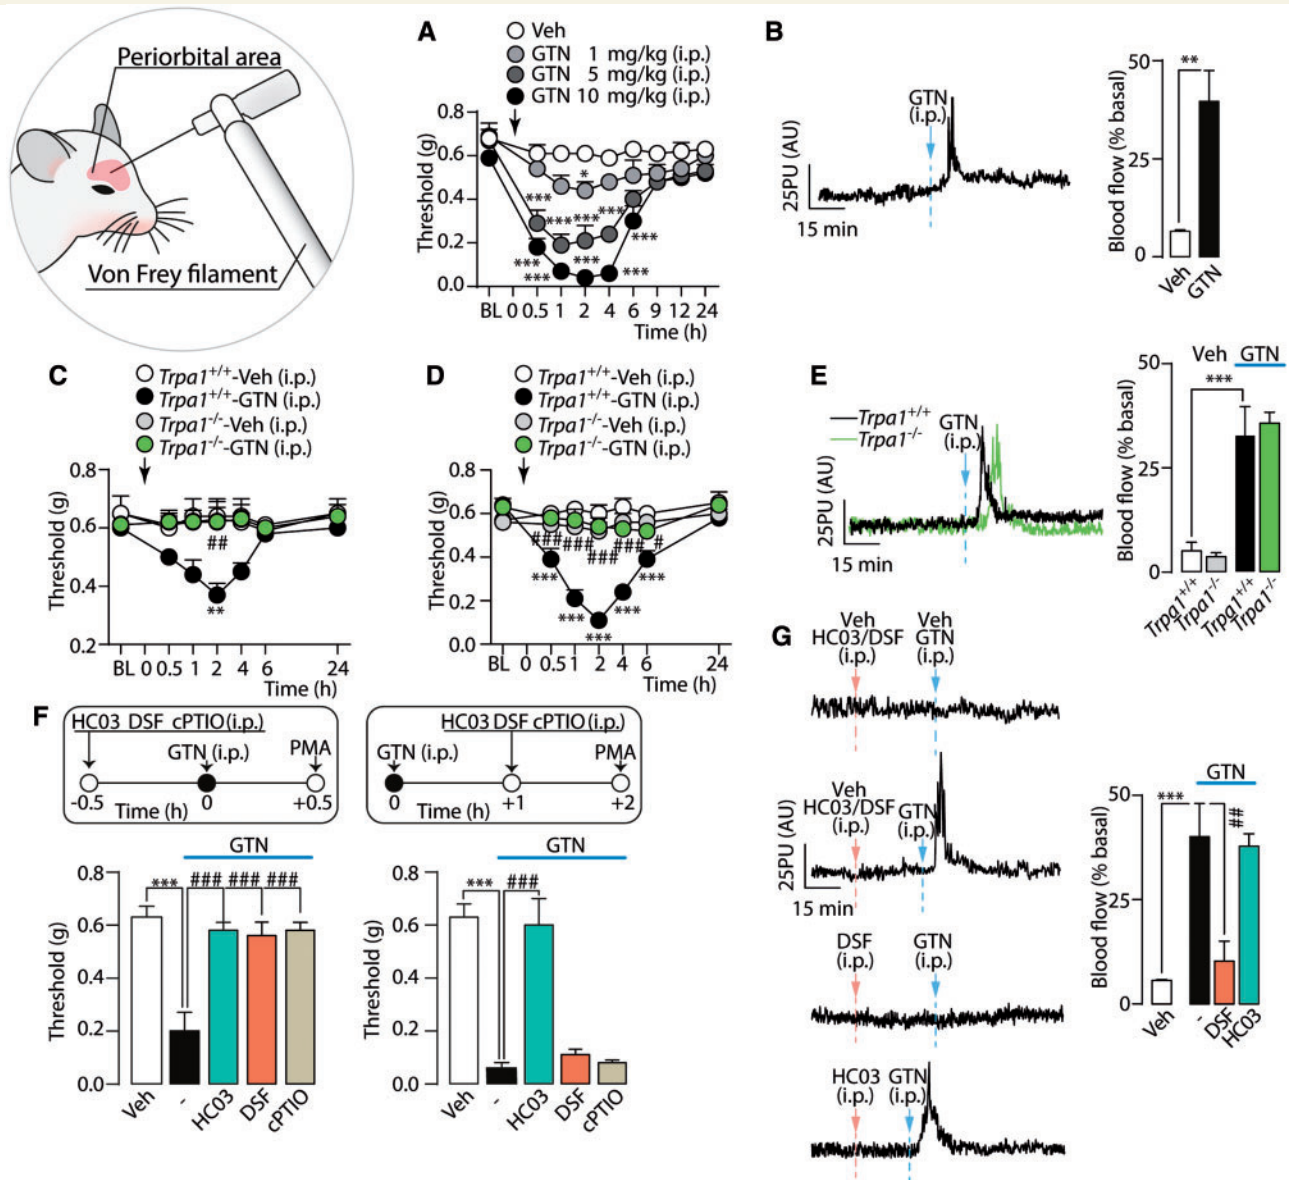 Periorbital area
Von Frey filament
A
Veh
GTN 1 mg/kg (i.p.)
GTN 5 mg/kg (i.p.)
GTN 10 mg/kg (i.p.)
Threshold (g)
0.8
0.6
0.4
0.2
0.0
*
***
*** *** ***
***
*** *** ***
***
BL 0 0.5 1 2 4 6 9 12 24
Time (h)
B
GTN
(i.p.)
25PU (AU)
15 min
Blood flow (% basal)
50
25
0
**
Veh
GTN
C
Trpa1+/+-Veh (i.p.)
Trpa1+/+-GTN (i.p.)
Trpa1-/--Veh (i.p.)
Trpa1-/--GTN (i.p.)
Threshold (g)
0.8
0.6
0.4
0.2
##
**
BL 0 0.5 1 2 4 6 24
Time (h)
D
Trpa1+/+-Veh (i.p.)
Trpa1+/+-GTN (i.p.)
Trpa1-/--Veh (i.p.)
Trpa1-/--GTN (i.p.)
Threshold (g)
0.8
0.6
0.4
0.2
0.0
### ### ### ### #
*** *** *** *** ***
BL 0 0.5 1 2 4 6 24
Time (h)
E
Trpa1+/+
Trpa1-/-
GTN
(i.p.)
25PU (AU)
15 min
Blood flow (% basal)
50
25
0
Veh GTN
***
Trpa1+/+
Trpa1-/-
Trpa1+/+
Trpa1-/-
F
HC03 DSF cPTIO(i.p.)
GTN (i.p.)
PMA
-0.5 0 +0.5
Time (h)
HC03 DSF cPTIO(i.p.)
GTN (i.p.)
PMA
0 +1 +2
Time (h)
GTN
Threshold (g)
0.8
0.6
0.4
0.2
0.0
*** ### ### ###
Veh
-
HC03
DSF
cPTIO
GTN
Threshold (g)
0.8
0.6
0.4
0.2
0.0
*** ###
Veh
-
HC03
DSF
cPTIO
G
Veh
HC03/DSF
(i.p.)
Veh
GTN
(i.p.)
Veh
HC03/DSF
(i.p.)
GTN
(i.p.)
25PU (AU)
15 min
DSF
(i.p.)
GTN
(i.p.)
HC03
(i.p.)
GTN
(i.p.)
Blood flow (% basal)
50
25
0
GTN
***
##
Veh
-
DSF
HC03